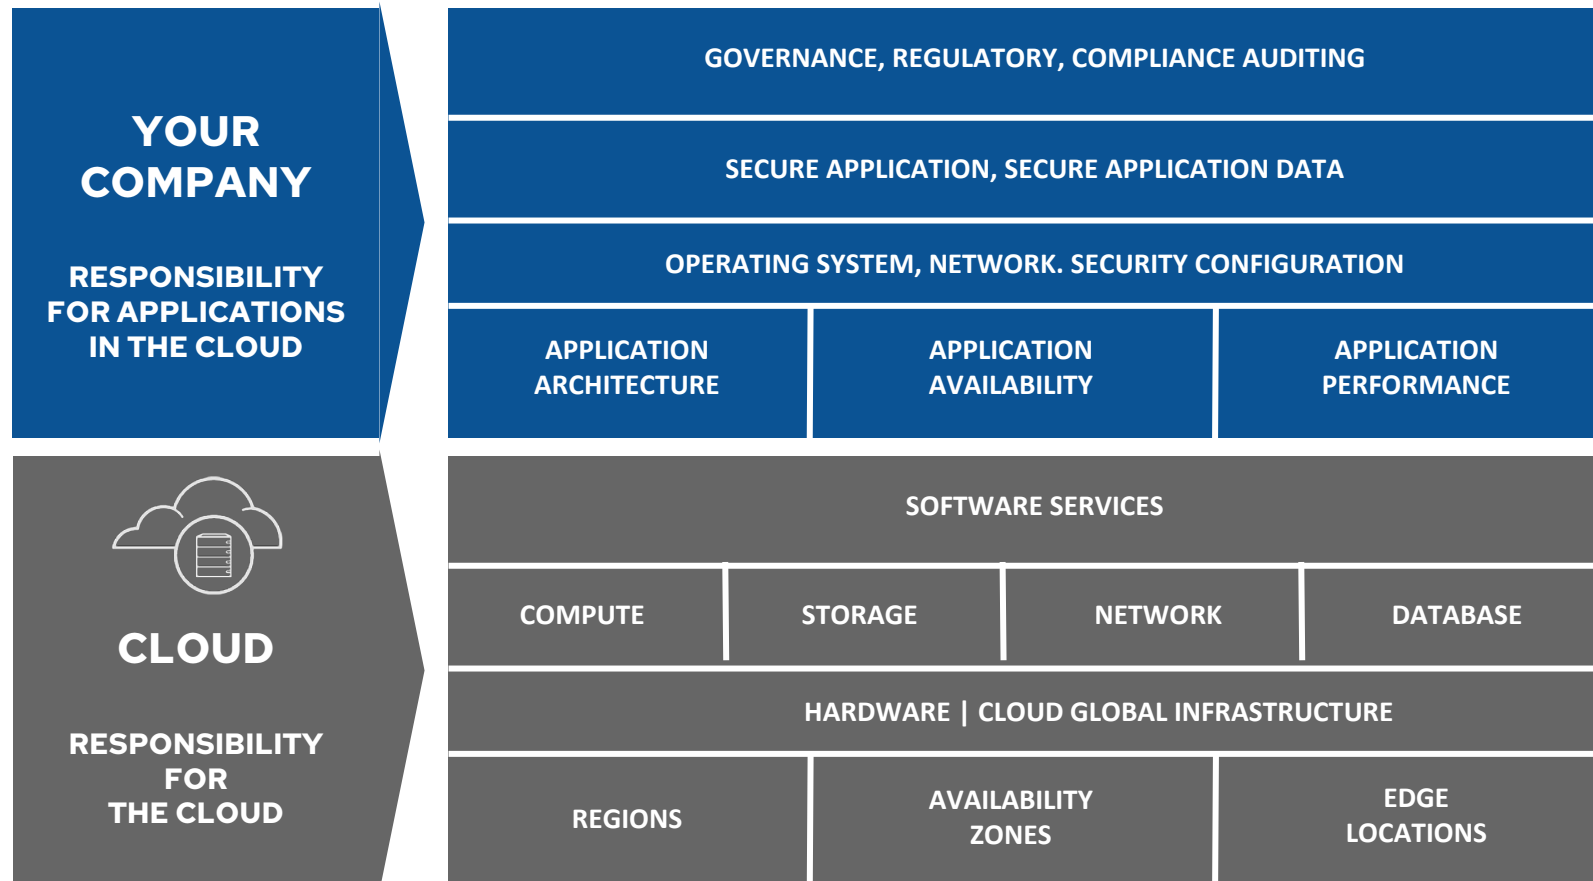 YOUR
COMPANY
RESPONSIBILITY
FOR APPLICATIONS
IN THE CLOUD
GOVERNANCE, REGULATORY, COMPLIANCE AUDITING
SECURE APPLICATION, SECURE APPLICATION DATA
OPERATING SYSTEM, NETWORK. SECURITY CONFIGURATION
APPLICATION
ARCHITECTURE
APPLICATION
AVAILABILITY
APPLICATION
PERFORMANCE
CLOUD
RESPONSIBILITY
FOR
THE CLOUD
SOFTWARE SERVICES
COMPUTE
STORAGE
NETWORK
DATABASE
HARDWARE | CLOUD GLOBAL INFRASTRUCTURE
REGIONS
AVAILABILITY
ZONES
EDGE
LOCATIONS